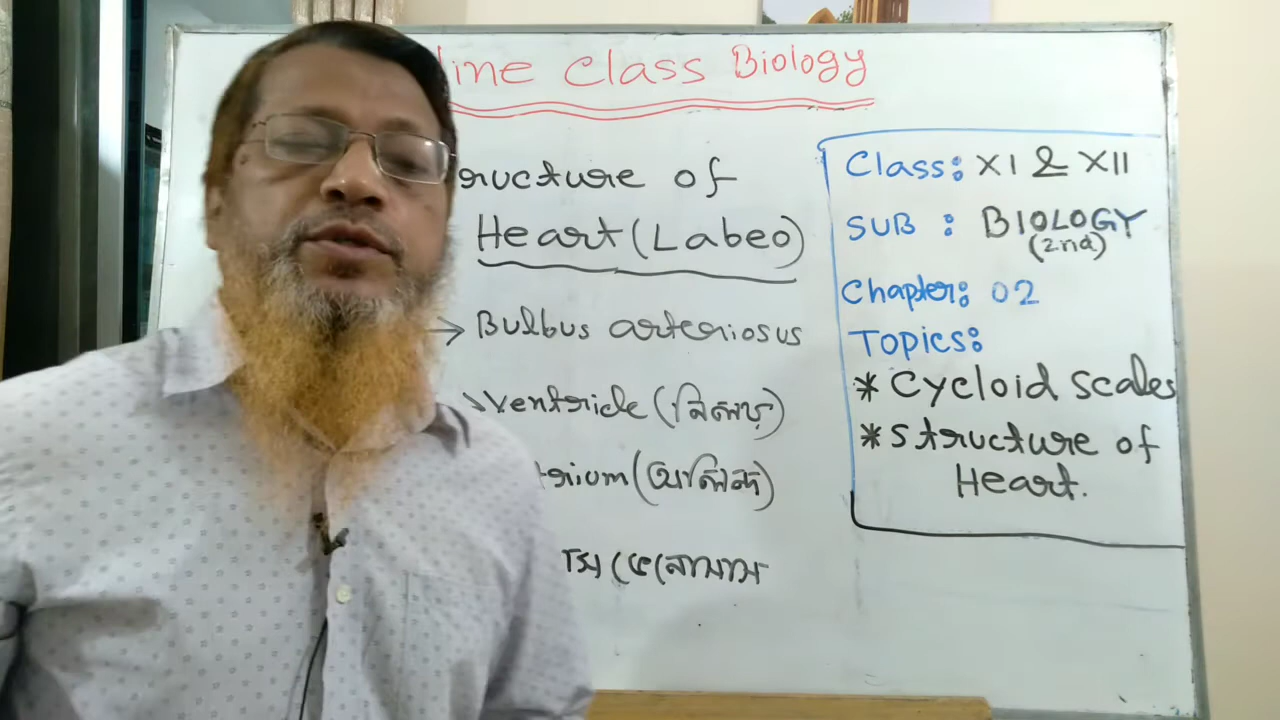 line Class Biology
ructure of
Heart (Labeo)
→ Bulbus arteriosus
Ventricle (নিলয়)
trium (অলিন্দ)
Class: XI & XII
SUB : BIOLOGY
(2nd)
Chapter: 02
Topics:
* Cycloid Scales
* Structure of
Heart.